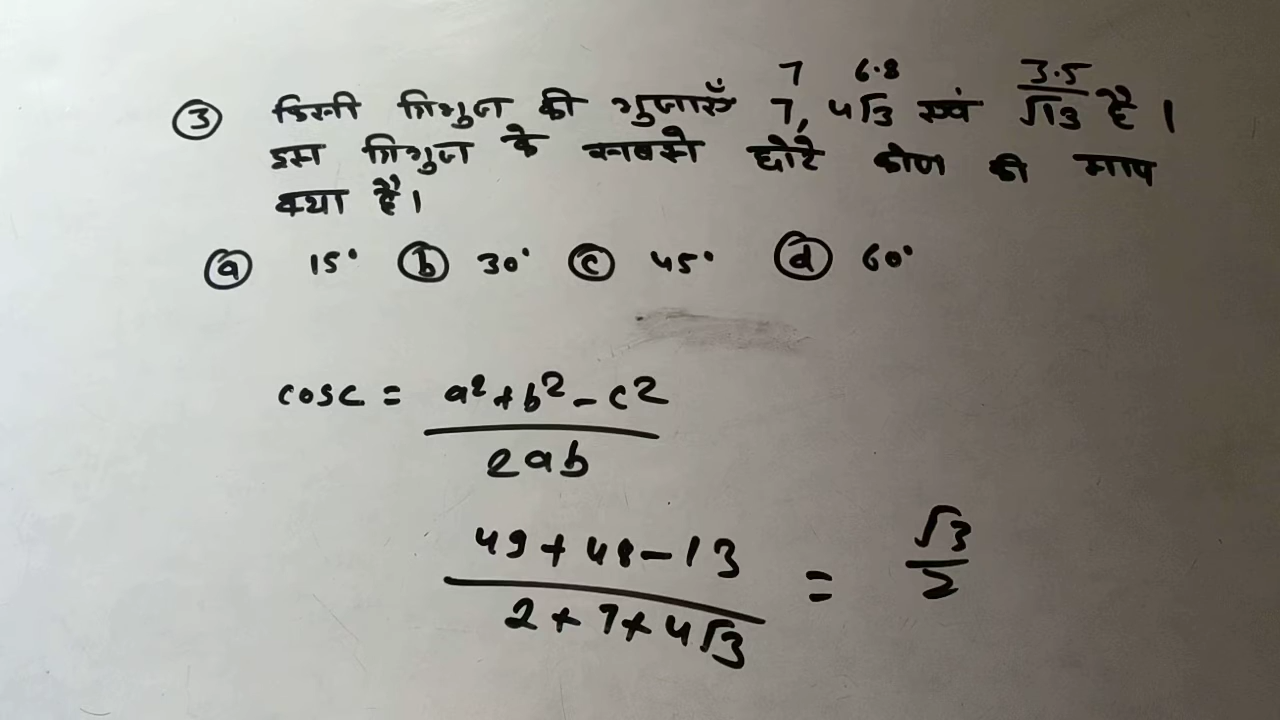 7 6.8 3.5
③ किसी त्रिभुज की भुजाएँ 7, 4√3 एवं √13 है ।
इस त्रिभुज के सबसे छोटे कोण की माप
क्या है ।
ⓐ 15° ⓑ 30° ⓒ 45° ⓓ 60°
cosc = a²+b²-c²
2ab
49+48-13 = √3
2×7×4√3 2